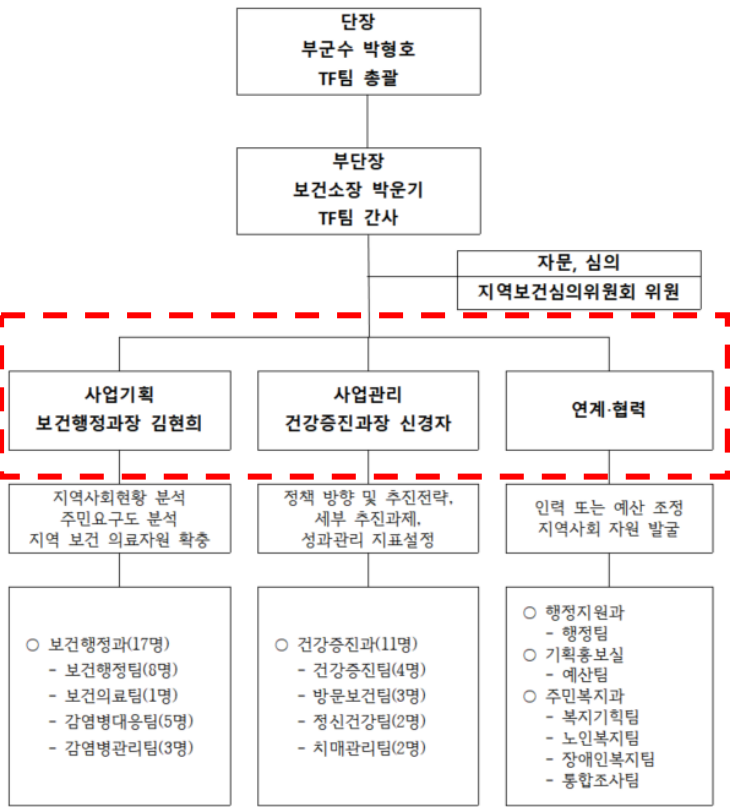 단장
부군수 박형호
TF팀 총괄
부단장
보건소장 박운기
TF팀 간사
자문, 심의
지역보건심의위원회 위원
사업기획
보건행정과장 김현희
사업관리
건강증진과장 신경자
연계·협력
지역사회현황 분석
주민요구도 분석
지역 보건 의료자원 확충
정책 방향 및 추진전략,
세부 추진과제,
성과관리 지표설정
인력 또는 예산 조정
지역사회 자원 발굴
○ 보건행정과(17명)
- 보건행정팀(8명)
- 보건의료팀(1명)
- 감염병대응팀(5명)
- 감염병관리팀(3명)
○ 건강증진과(11명)
- 건강증진팀(4명)
- 방문보건팀(3명)
- 정신건강팀(2명)
- 치매관리팀(2명)
○ 행정지원과
- 행정팀
○ 기획홍보실
- 예산팀
○ 주민복지과
- 복지기힉팀
- 노인복지팀
- 장애인복지팀
- 통합조사팀